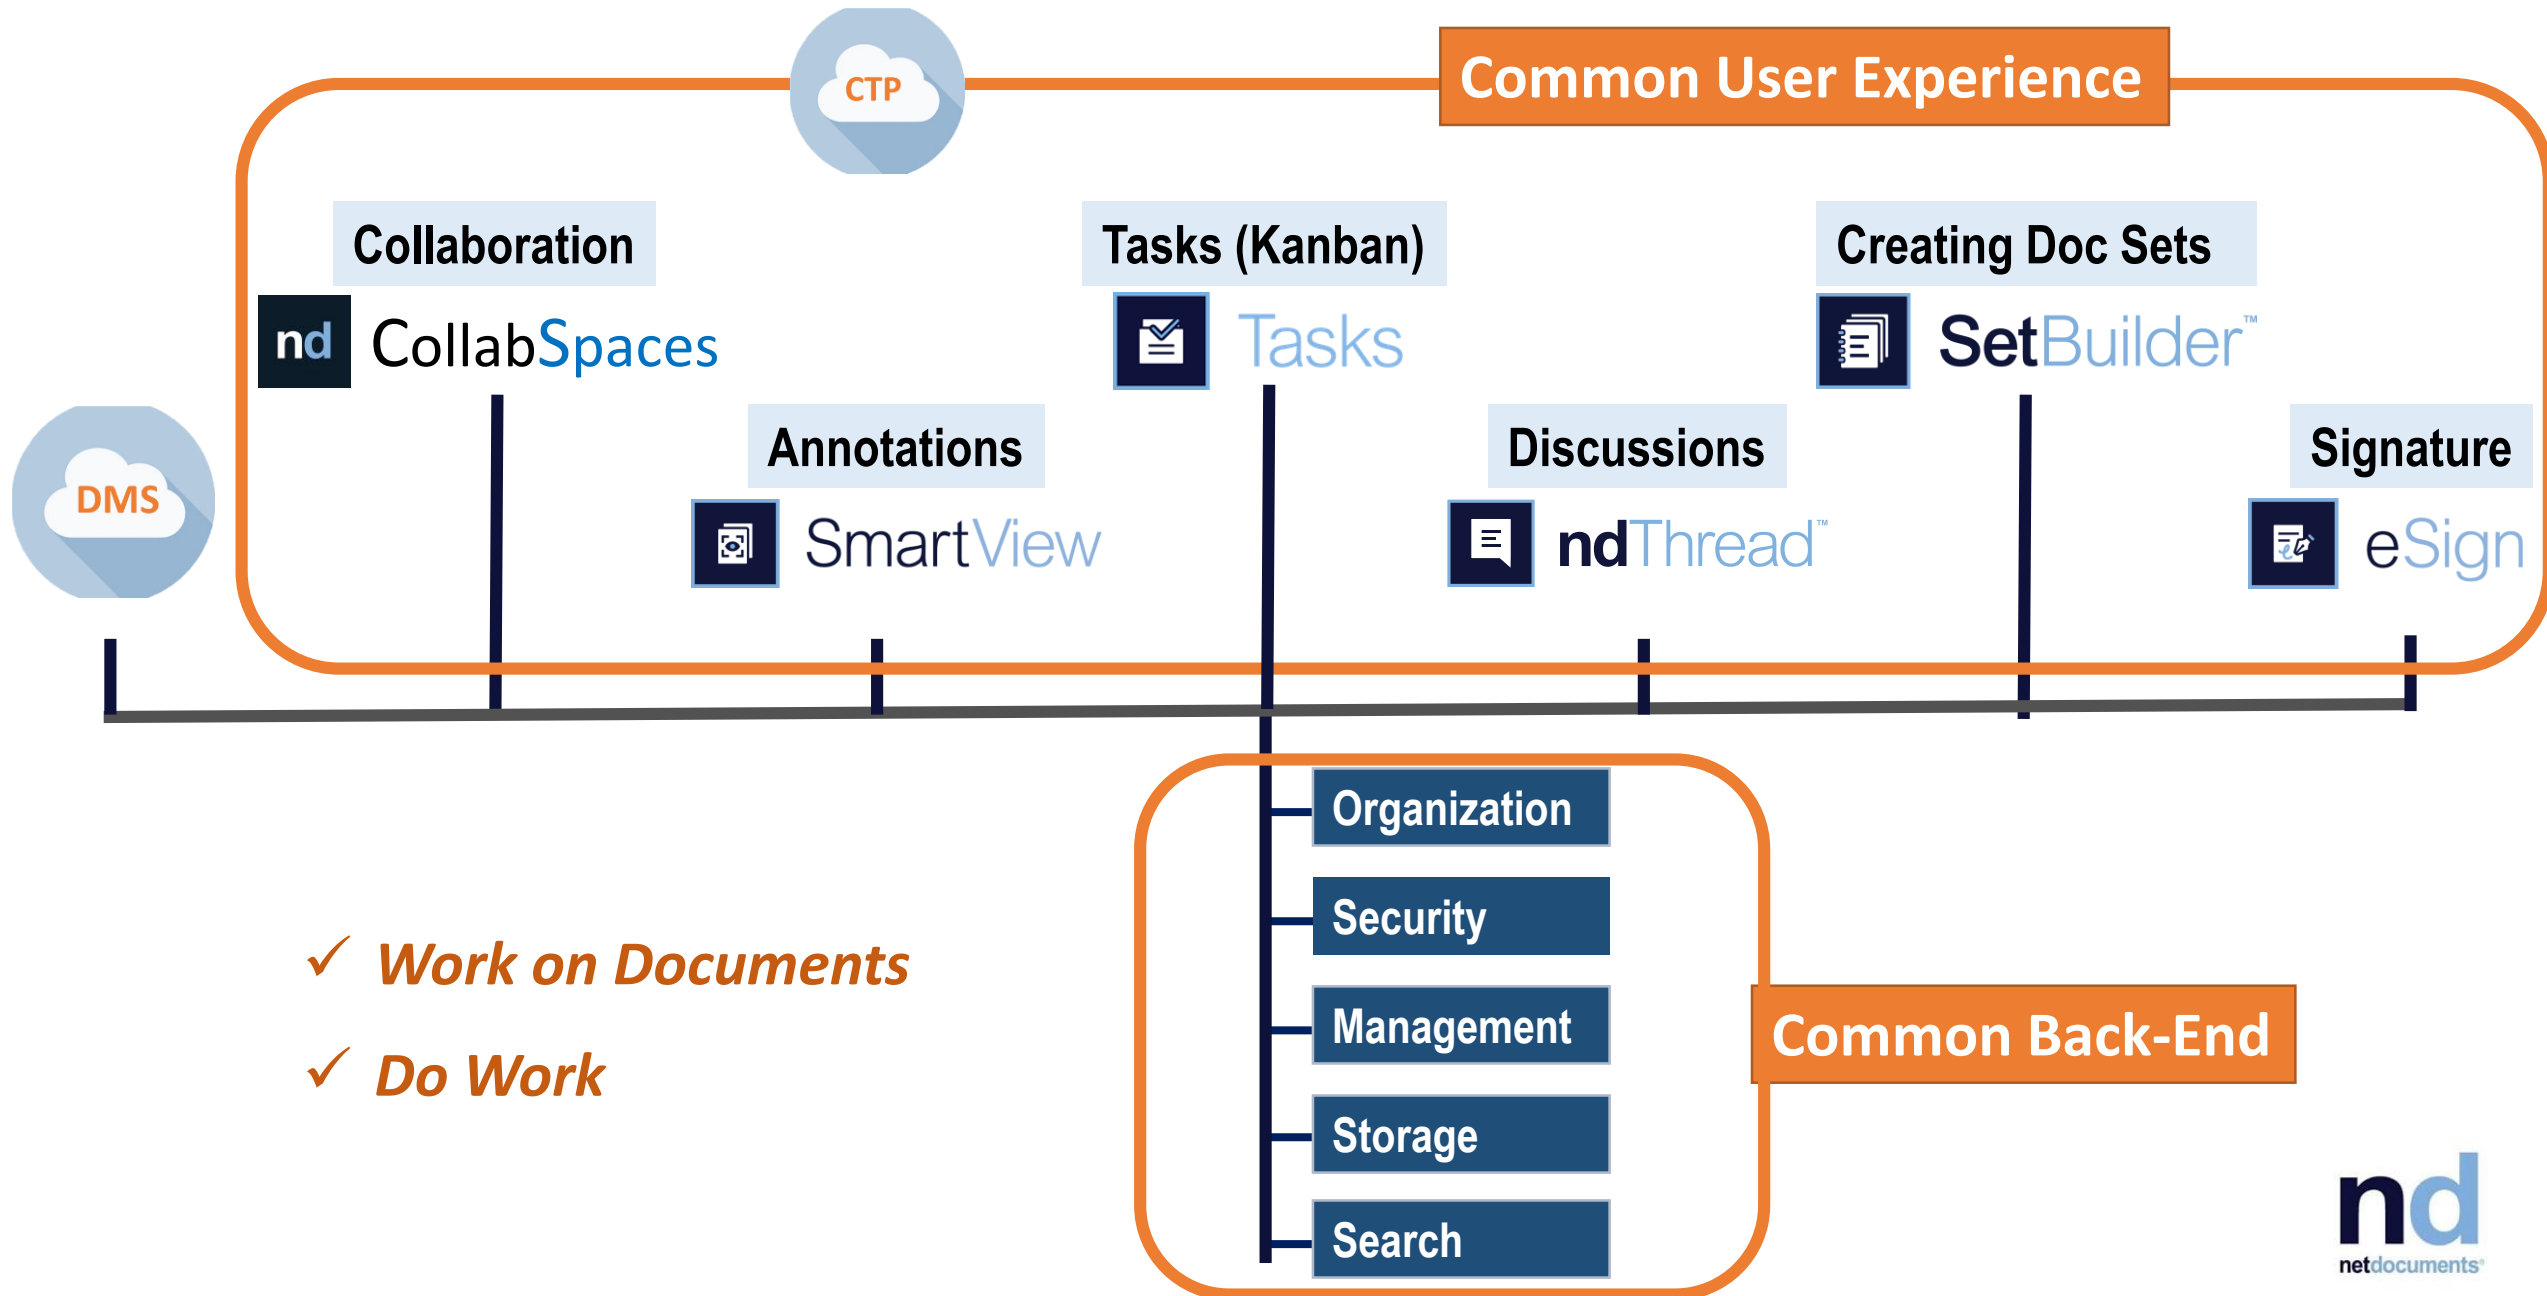 CTP
Common User Experience
Collaboration
Tasks (Kanban)
Creating Doc Sets
nd CollabSpaces
Tasks
SetBuilder™
DMS
Annotations
Discussions
Signature
SmartView
ndThread™
eSign
Organization
Security
Management
Storage
Search
Common Back-End
✓ Work on Documents
✓ Do Work
nd
netdocuments®